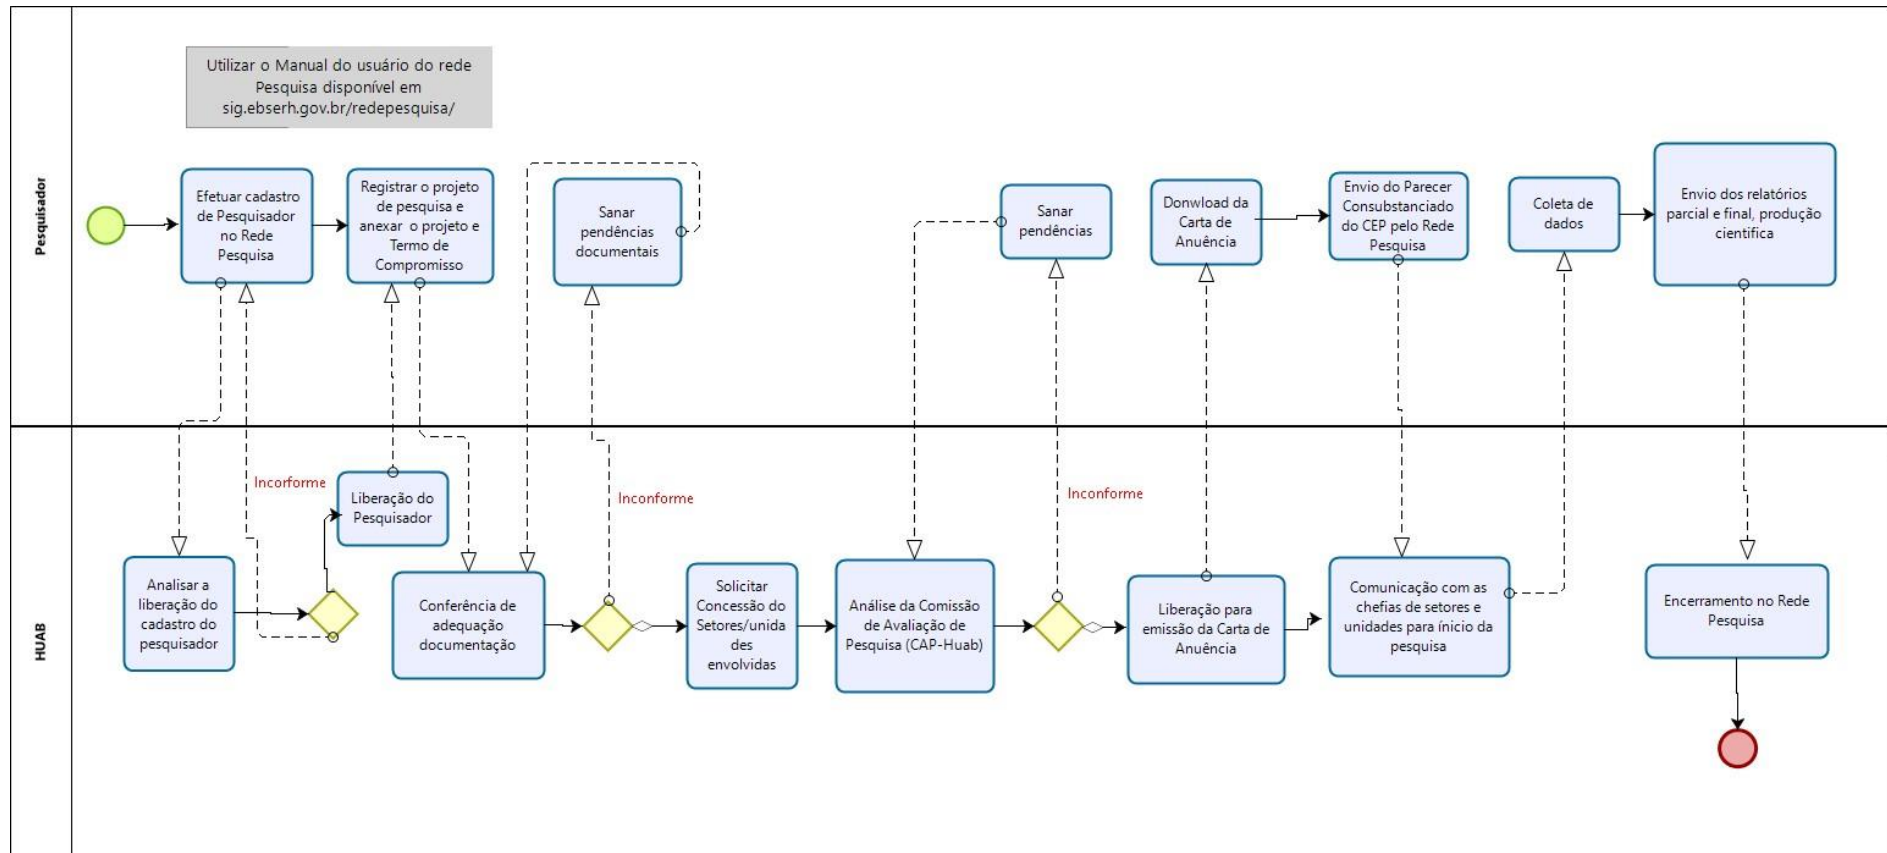 Pesquisador
Utilizar o Manual do usuário do rede
Pesquisa disponível em
sig.ebserh.gov.br/redepesquisa/
Efetuar cadastro
de Pesquisador
no Rede
Pesquisa
Registrar o projeto
de pesquisa e
anexar o projeto e
Termo de
Compromisso
Sanar
pendências
documentais
Sanar
pendências
Donwload da
Carta de
Anuência
Envio do Parecer
Consubstanciado
do CEP pelo Rede
Pesquisa
Coleta de
dados
Envio dos relatórios
parcial e final, produção
cientifica
HUAB
Analisar a
liberação do
cadastro do
pesquisador
Incorforme
Liberação do
Pesquisador
Conferência de
adequação
documentação
Inconforme
Solicitar
Concessão do
Setores/unida
des
envolvidas
Análise da Comissão
de Avaliação de
Pesquisa (CAP-Huab)
Inconforme
Liberação para
emissão da Carta de
Anuência
Comunicação com as
chefias de setores e
unidades para ínicio da
pesquisa
Encerramento no Rede
Pesquisa